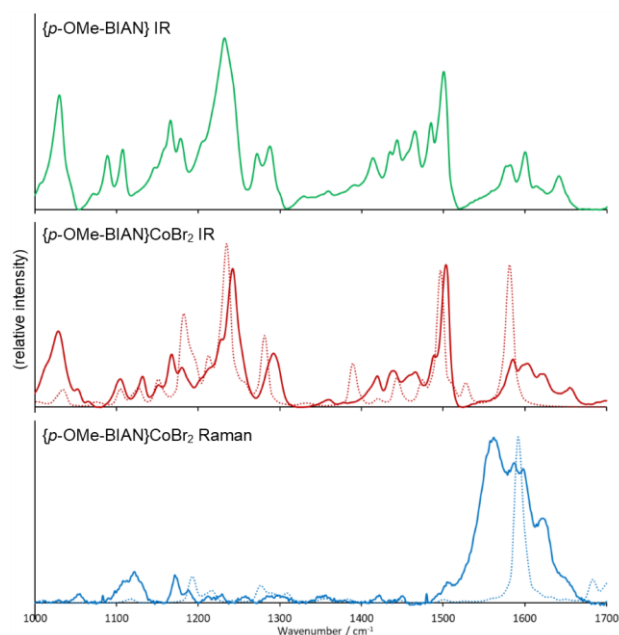 {p-OMe-BIAN} IR
{p-OMe-BIAN}CoBr₂ IR
(relative intensity)
{p-OMe-BIAN}CoBr₂ Raman
1000 1100 1200 1300 1400 1500 1600 1700
Wavenumber / cm⁻¹